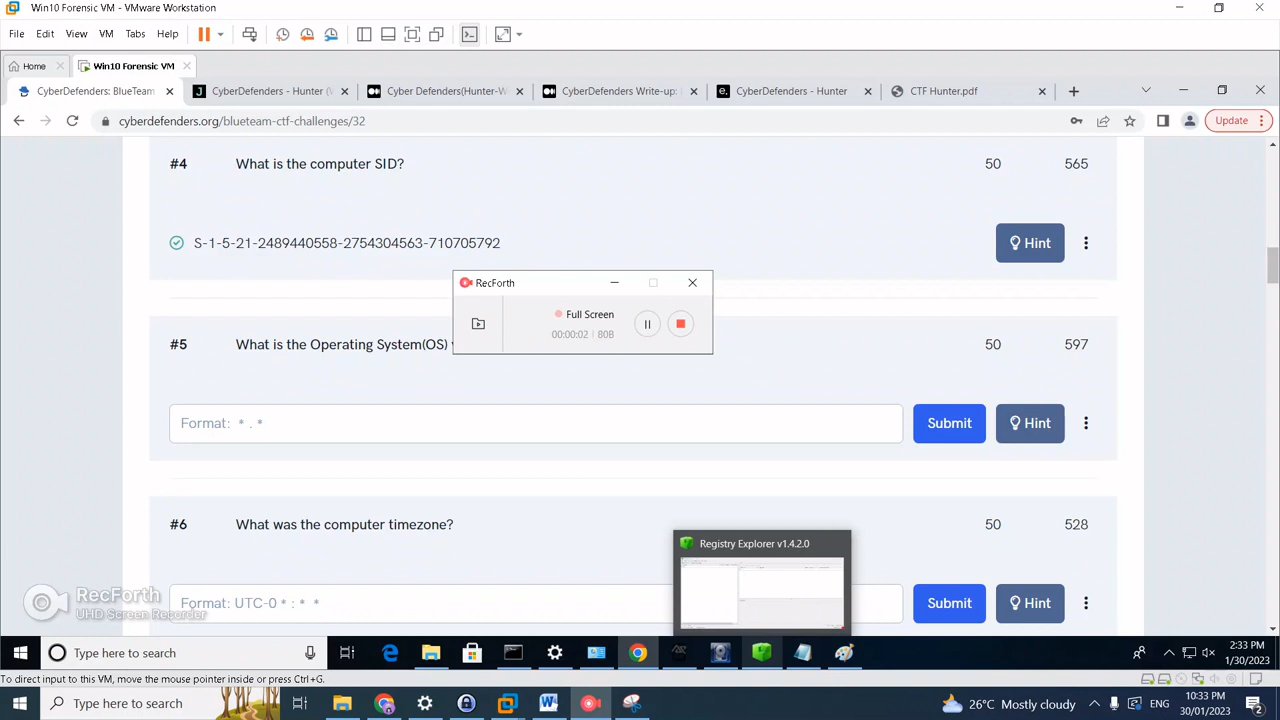 Win10 Forensic VM - VMware Workstation
File Edit View VM Tabs Help
Home Win10 Forensic VM
CyberDefenders: BlueTeam CyberDefenders - Hunter ( Cyber Defenders(Hunter-W CyberDefenders Write-up: CyberDefenders - Hunter CTF Hunter.pdf
cyberdefenders.org/blueteam-ctf-challenges/32 Update
#4 What is the computer SID? 50 565
S-1-5-21-2489440558-2754304563-710705792 Hint
RecForth
Full Screen
00:00:02 80B
#5 What is the Operating System(OS) 50 597
Format: * . * Submit Hint
#6 What was the computer timezone? 50 528
Registry Explorer v1.4.2.0
RecForth
UHD Screen Recorder
Format: UTC-0 * : * * Submit Hint
Type here to search 2:33 PM
1/30/2023
To direct input to this VM, move the mouse pointer inside or press Ctrl+G.
Type here to search 26°C Mostly cloudy ENG 10:33 PM
30/01/2023 2